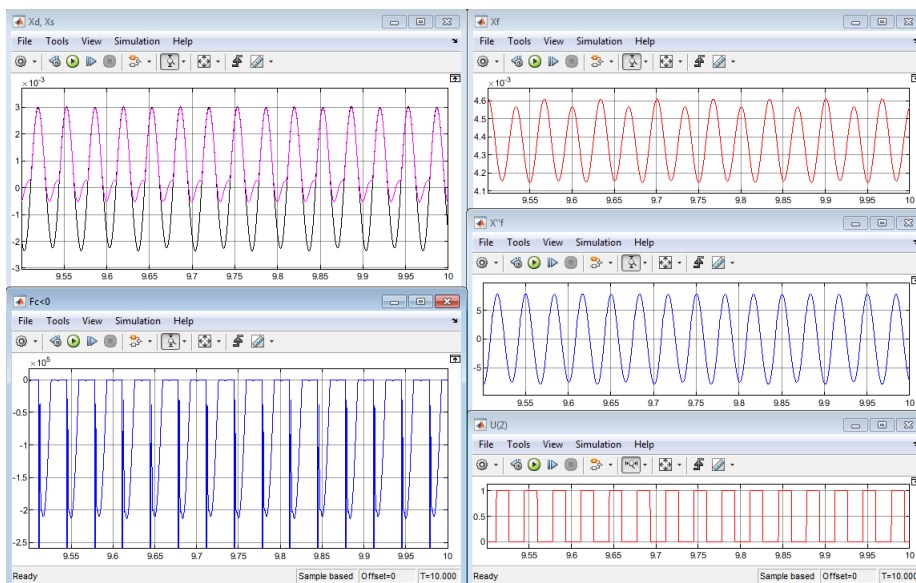 Xd, Xs
File Tools View Simulation Help
×10⁻³
3
2
1
0
-1
-2
-3
9.55 9.6 9.65 9.7 9.75 9.8 9.85 9.9 9.95 10
Fc<0
File Tools View Simulation Help
×10⁵
0
-0.5
-1
-1.5
-2
-2.5
9.55 9.6 9.65 9.7 9.75 9.8 9.85 9.9 9.95 10
Ready Sample based Offset=0 T=10.000
Xf
File Tools View Simulation Help
×10⁻³
4.6
4.5
4.4
4.3
4.2
4.1
9.55 9.6 9.65 9.7 9.75 9.8 9.85 9.9 9.95 10
X''f
File Tools View Simulation Help
5
0
-5
9.55 9.6 9.65 9.7 9.75 9.8 9.85 9.9 9.95 10
U(2)
File Tools View Simulation Help
1
0.5
0
9.55 9.6 9.65 9.7 9.75 9.8 9.85 9.9 9.95 10
Ready Sample based Offset=0 T=10.000